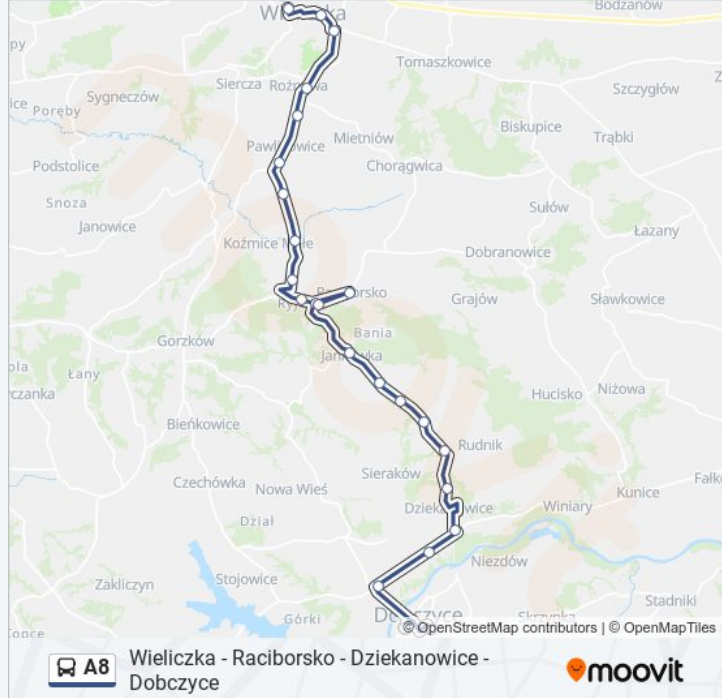 Bodzanów
Tomaszkowice
Siercza
Sygneczów
Szczygłów
Poręby
Biskupice
Trąbki
Mietniów
Chorągwica
Podstolice
Snoza
Janowice
Sułów
Łazany
Koźmice
Dobranowice
Grajów
Sławkowice
Bania
Gorzków
Łany
Hucisko
Niżowa
Bieńkowice
Rudnik
Sieraków
Czechówka
Nowa Wieś
Winiary
Kunice
Dział
Niezdów
Zakliczyn
Stojowice
Górki
Stadniki
© OpenStreetMap contributors | © OpenMapTiles
A8
Wieliczka - Raciborsko - Dziekanowice -
Dobczyce
moovit